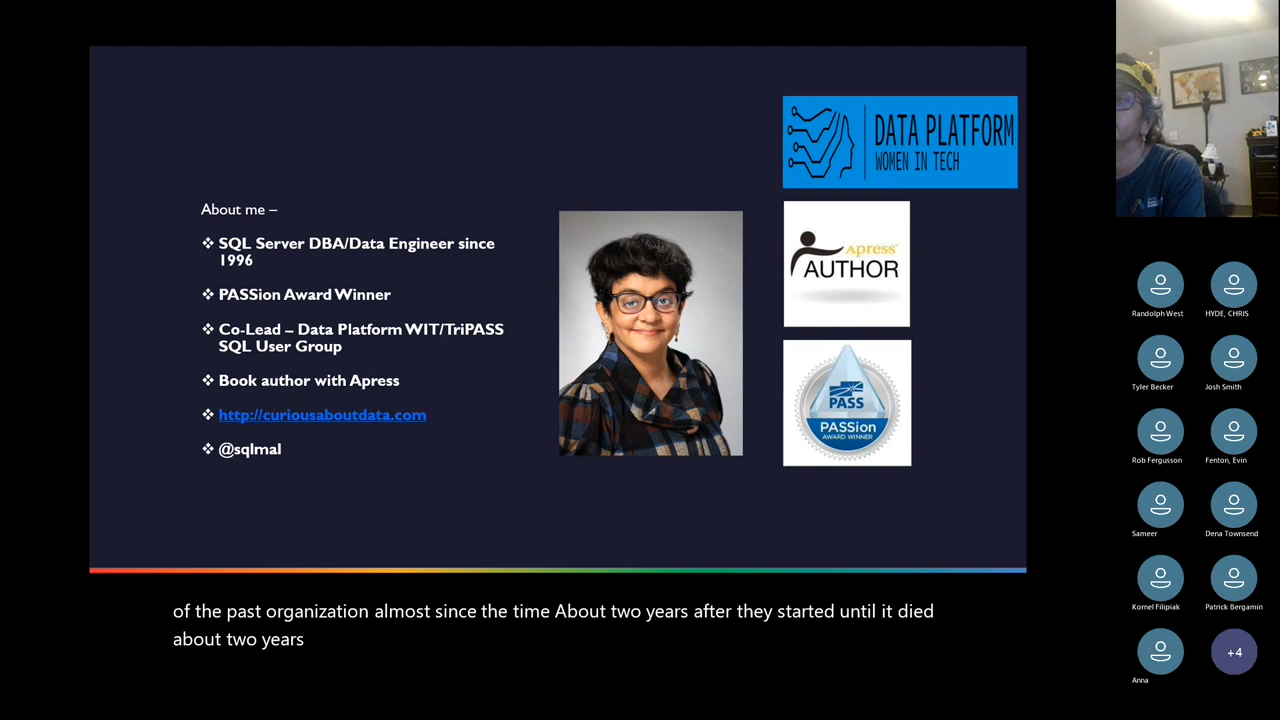 DATA PLATFORM
WOMEN IN TECH
About me –
❖ SQL Server DBA/Data Engineer since
1996
❖ PASSion Award Winner
❖ Co-Lead – Data Platform WIT/TriPASS
SQL User Group
❖ Book author with Apress
❖ http://curiousaboutdata.com
❖ @sqlmal
Apress®
AUTHOR
PASS
PASSion
AWARD WINNER
of the past organization almost since the time About two years after they started until it died
about two years
Randolph West
HYDE, CHRIS
Tyler Becker
Josh Smith
Rob Fergusson
Fenton, Evin
Sameer
Dena Townsend
Kornel Filipiak
Patrick Bergamin
Anna
+4